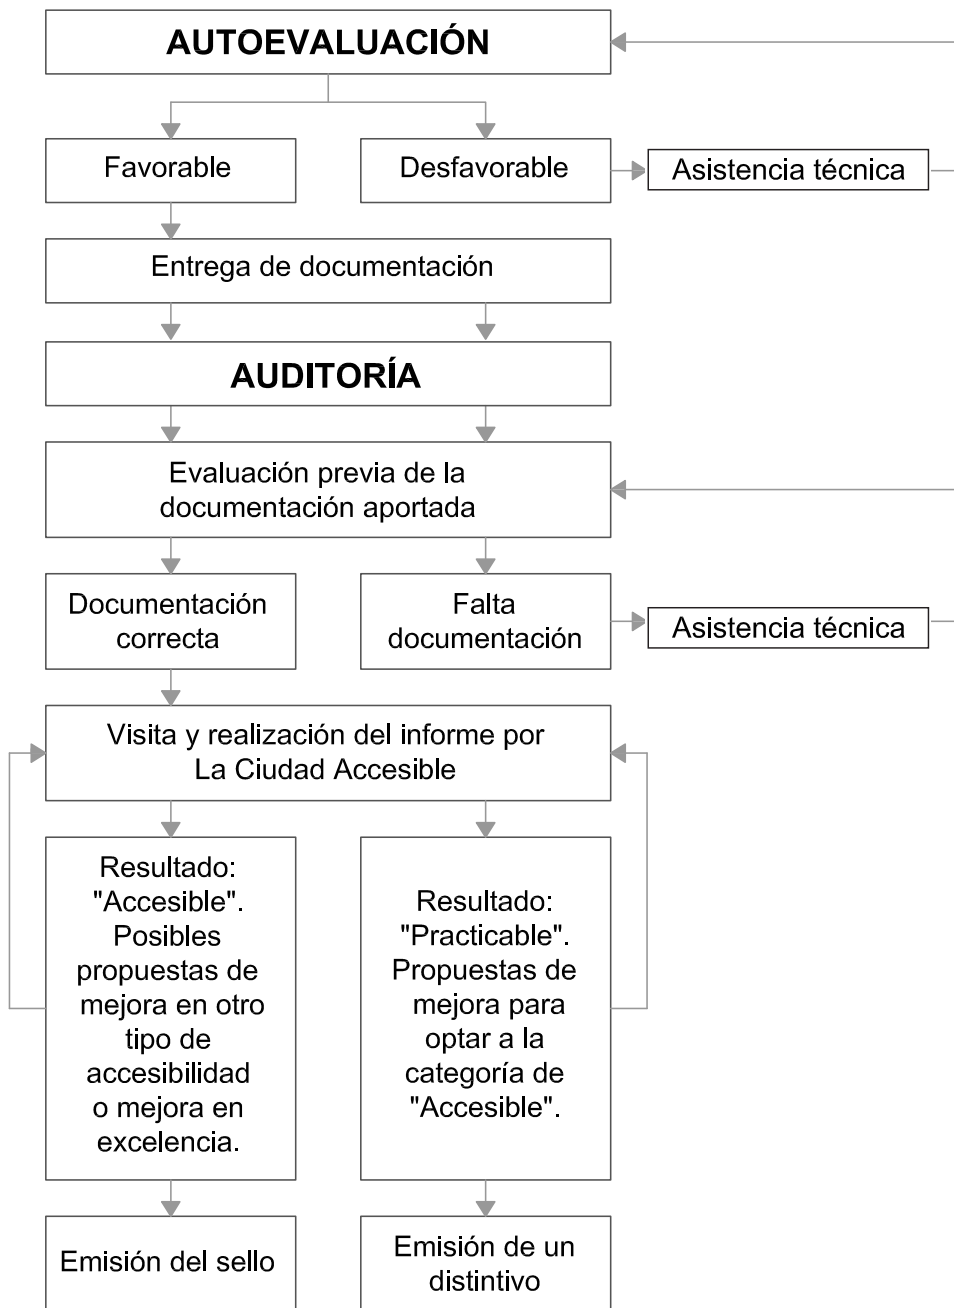 AUTOEVALUACIÓN
Favorable
Desfavorable
Asistencia técnica
Entrega de documentación
AUDITORÍA
Evaluación previa de la
documentación aportada
Documentación
correcta
Falta
documentación
Asistencia técnica
Visita y realización del informe por
La Ciudad Accesible
Resultado:
"Accesible".
Posibles
propuestas de
mejora en otro
tipo de
accesibilidad
o mejora en
excelencia.
Resultado:
"Practicable".
Propuestas de
mejora para
optar a la
categoría de
"Accesible".
Emisión del sello
Emisión de un
distintivo